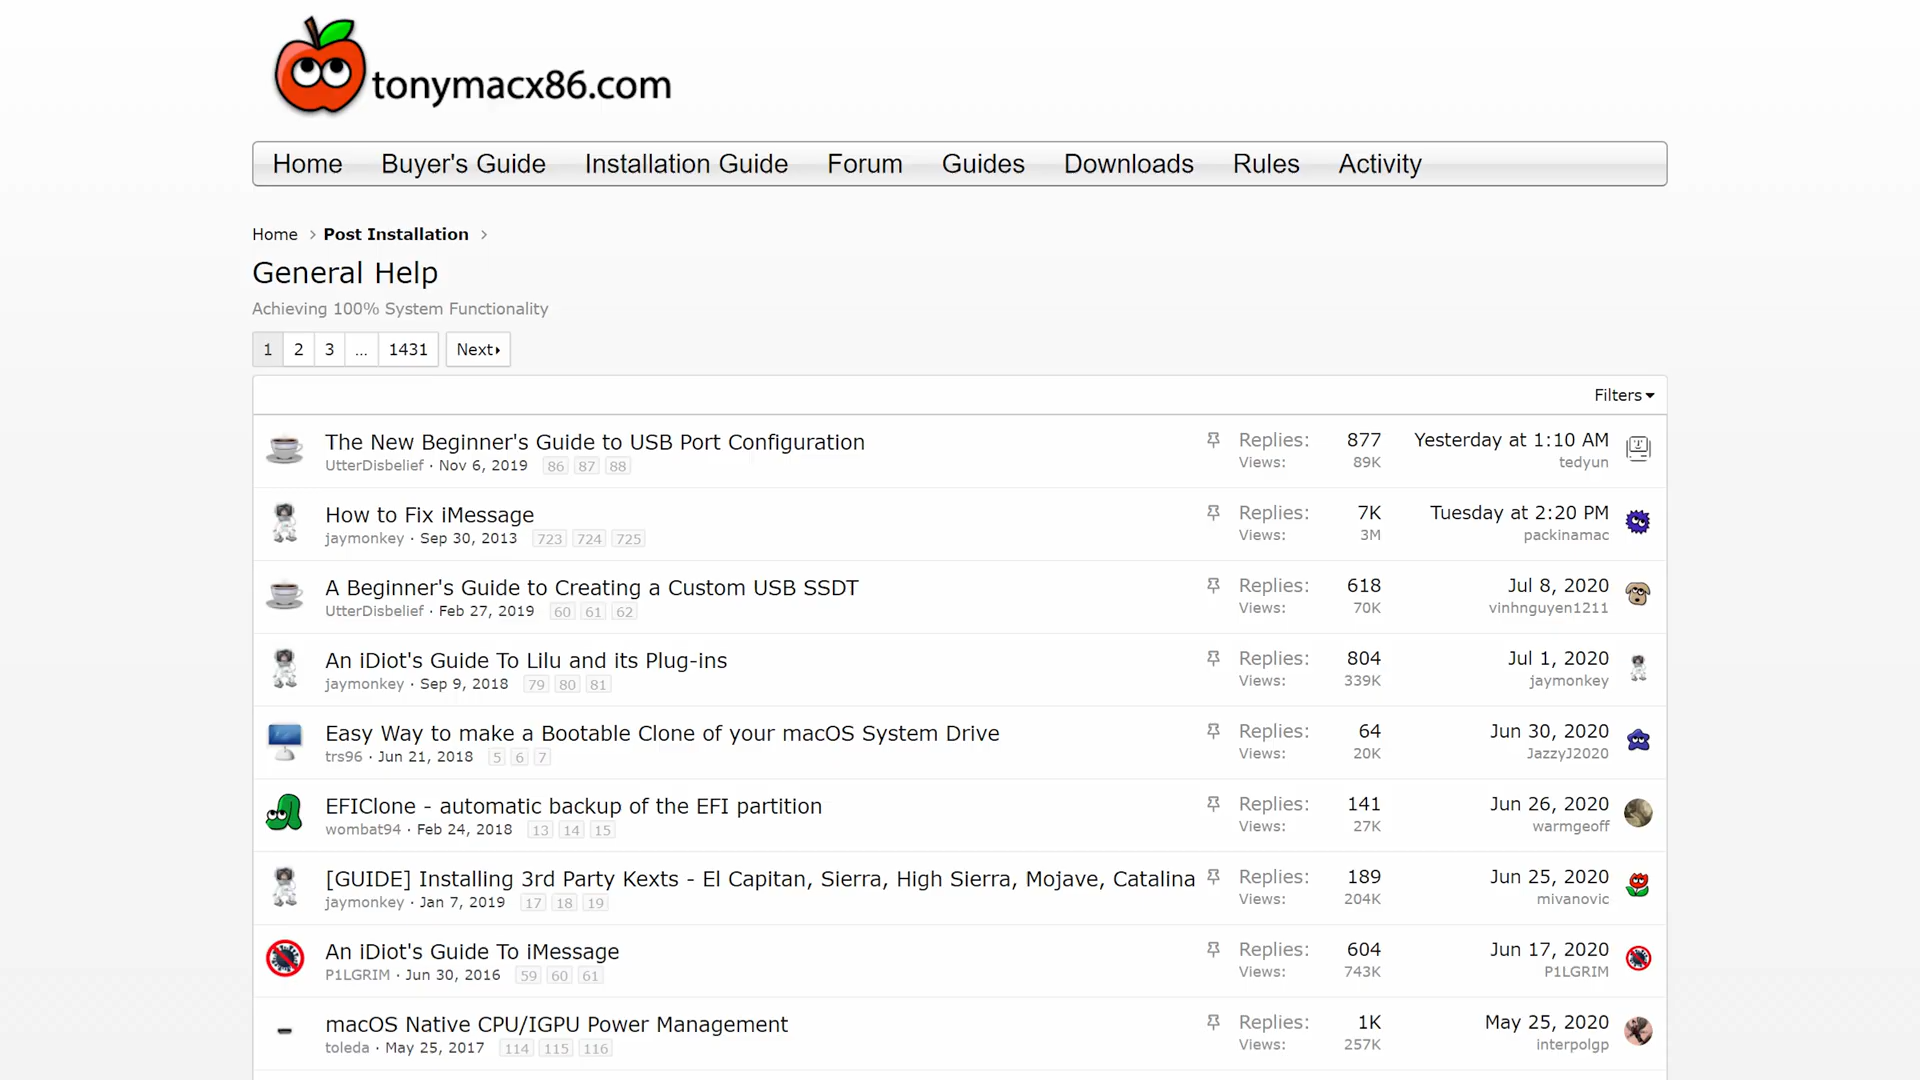 tonymacx86.com
Home Buyer's Guide Installation Guide Forum Guides Downloads Rules Activity
Home > Post Installation >
General Help
Achieving 100% System Functionality
1 2 3 ... 1431 Next
Filters
The New Beginner's Guide to USB Port Configuration Replies: 877 Yesterday at 1:10 AM
UtterDisbelief · Nov 6, 2019 86 87 88 Views: 89K tedyun
How to Fix iMessage Replies: 7K Tuesday at 2:20 PM
jaymonkey · Sep 30, 2013 723 724 725 Views: 3M packinamac
A Beginner's Guide to Creating a Custom USB SSDT Replies: 618 Jul 8, 2020
UtterDisbelief · Feb 27, 2019 60 61 62 Views: 70K vinhnguyen1211
An iDiot's Guide To Lilu and its Plug-ins Replies: 804 Jul 1, 2020
jaymonkey · Sep 9, 2018 79 80 81 Views: 339K jaymonkey
Easy Way to make a Bootable Clone of your macOS System Drive Replies: 64 Jun 30, 2020
trs96 · Jun 21, 2018 5 6 7 Views: 20K JazzyJ2020
EFIClone - automatic backup of the EFI partition Replies: 141 Jun 26, 2020
wombat94 · Feb 24, 2018 13 14 15 Views: 27K warmgeoff
[GUIDE] Installing 3rd Party Kexts - El Capitan, Sierra, High Sierra, Mojave, Catalina Replies: 189 Jun 25, 2020
jaymonkey · Jan 7, 2019 17 18 19 Views: 204K mivanovic
An iDiot's Guide To iMessage Replies: 604 Jun 17, 2020
P1LGRIM · Jun 30, 2016 59 60 61 Views: 743K P1LGRIM
macOS Native CPU/IGPU Power Management Replies: 1K May 25, 2020
toleda · May 25, 2017 114 115 116 Views: 257K interpolgp